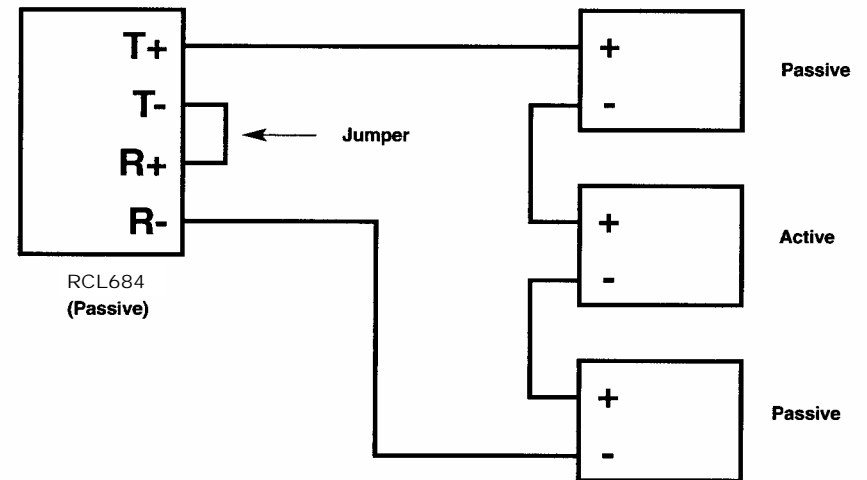 T+
T-
R+
R-
Jumper
RCL684
(Passive)
+
-
Passive
+
-
Active
+
-
Passive